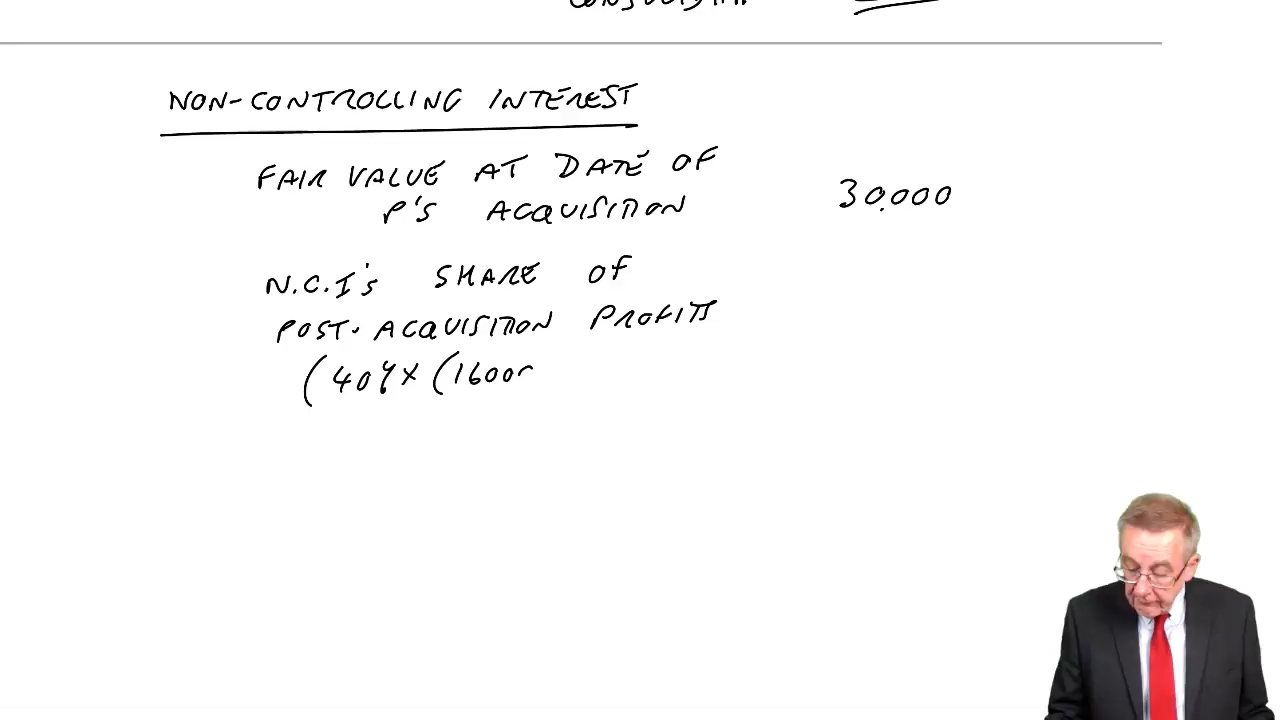 NON-CONTROLLING INTEREST
FAIR VALUE AT DATE OF
P'S ACQUISITION 30,000
N.C.I's SHARE OF
POST-ACQUISITION PROFITS
(40% x (1600